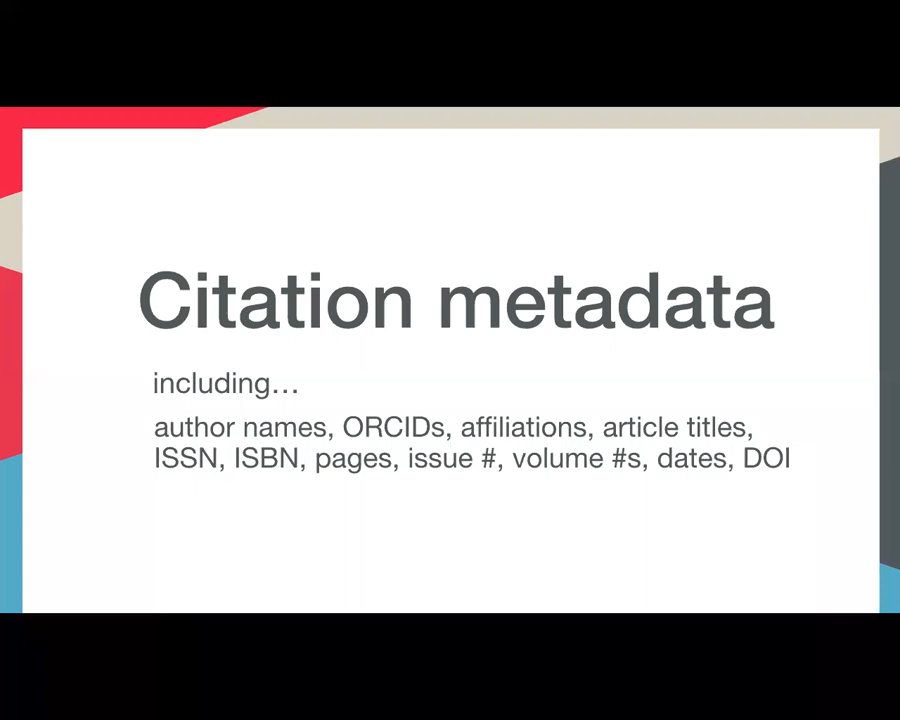 Citation metadata
including…
author names, ORCIDs, affiliations, article titles,
ISSN, ISBN, pages, issue #, volume #s, dates, DOI